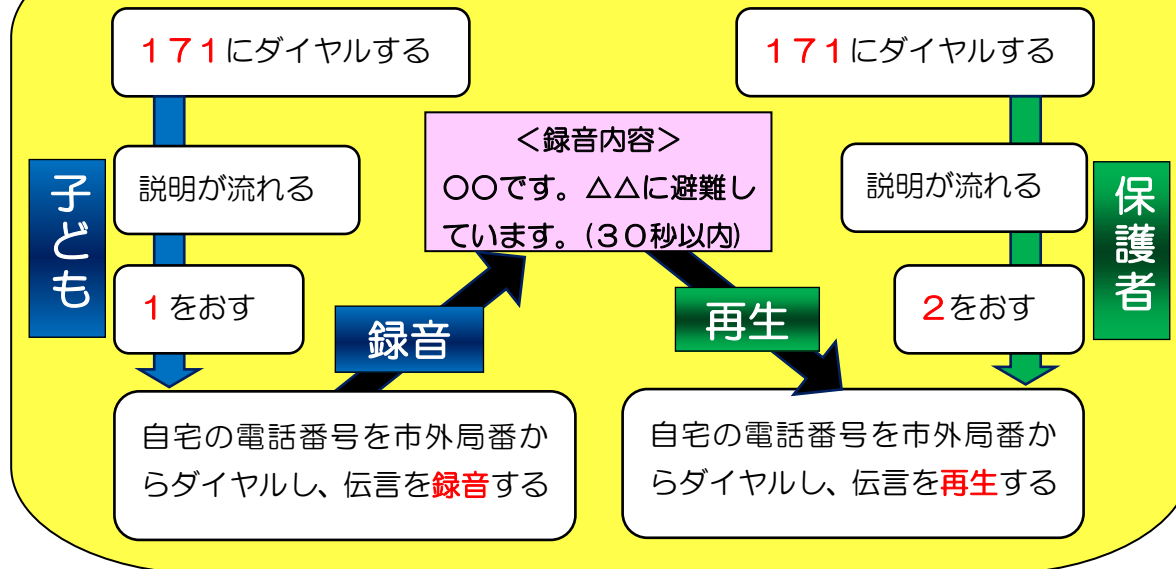 子ども
１７１にダイヤルする
説明が流れる
１をおす
自宅の電話番号を市外局番か
らダイヤルし、伝言を録音する
録音
＜録音内容＞
〇〇です。△△に避難し
ています。(３０秒以内)
再生
保護者
１７１にダイヤルする
説明が流れる
２をおす
自宅の電話番号を市外局番か
らダイヤルし、伝言を再生する